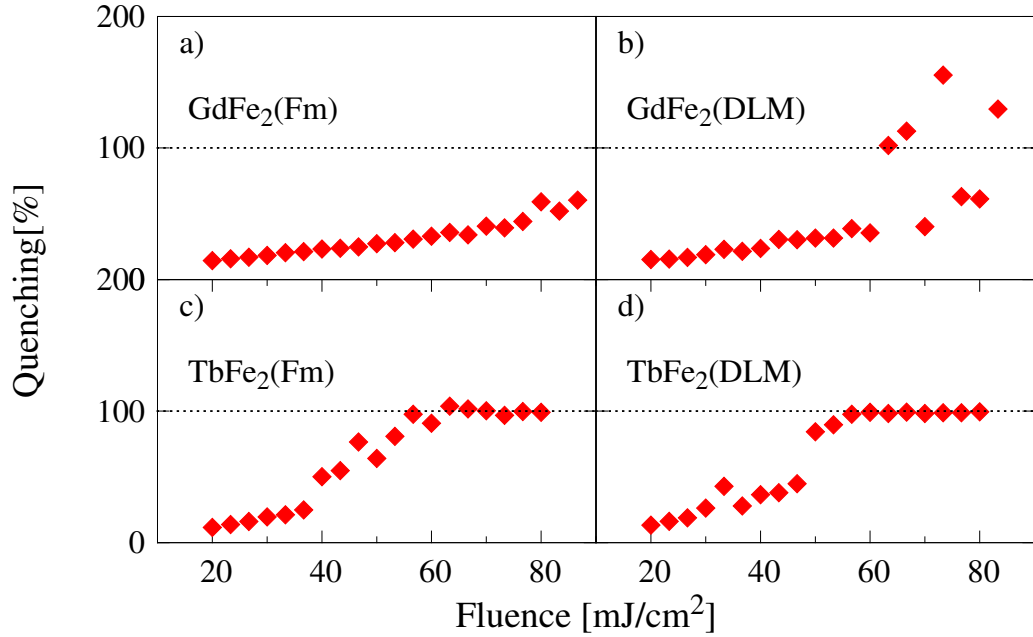 200
a)
b)
GdFe₂(Fm)
GdFe₂(DLM)
100
200
c)
d)
TbFe₂(Fm)
TbFe₂(DLM)
100
0
20 40 60 80 20 40 60 80
Quenching[%]
Fluence [mJ/cm²]